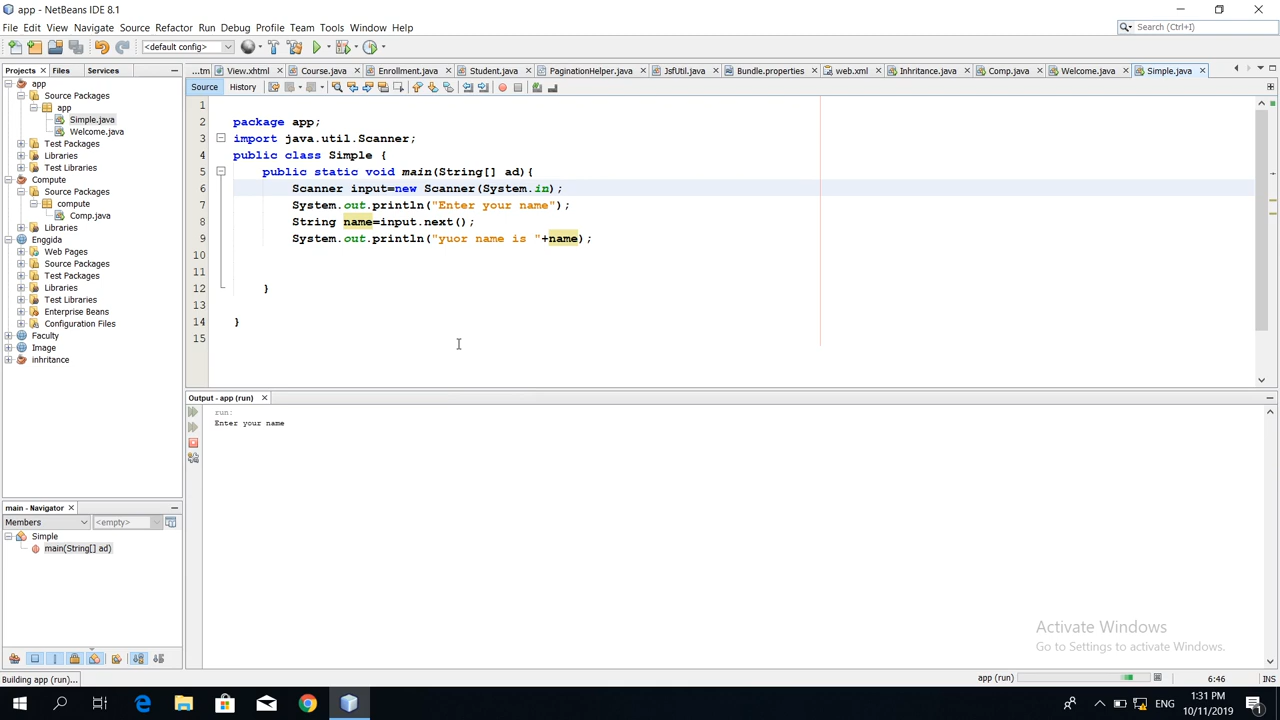 app - NetBeans IDE 8.1
File Edit View Navigate Source Refactor Run Debug Profile Team Tools Window Help
Search (Ctrl+I)
<default config>
Projects Files Services
...tm View.xhtml Course.java Enrollment.java Student.java PaginationHelper.java JsfUtil.java Bundle.properties web.xml Inhritance.java Comp.java Welcome.java Simple.java
Source History
app
Source Packages
app
Simple.java
Welcome.java
Test Packages
Libraries
Test Libraries
Compute
Source Packages
compute
Comp.java
Libraries
Enggida
Web Pages
Source Packages
Test Packages
Libraries
Test Libraries
Enterprise Beans
Configuration Files
Faculty
Image
inhritance
1
2 package app;
3 import java.util.Scanner;
4 public class Simple {
5 public static void main(String[] ad){
6 Scanner input=new Scanner(System.in);
7 System.out.println("Enter your name");
8 String name=input.next();
9 System.out.println("yuor name is "+name);
10
11
12 }
13
14 }
15
Output - app (run)
run:
Enter your name
main - Navigator
Members <empty>
Simple
main(String[] ad)
Activate Windows
Go to Settings to activate Windows.
Building app (run)... app (run) 6:46 INS
ENG 1:31 PM
10/11/2019
1